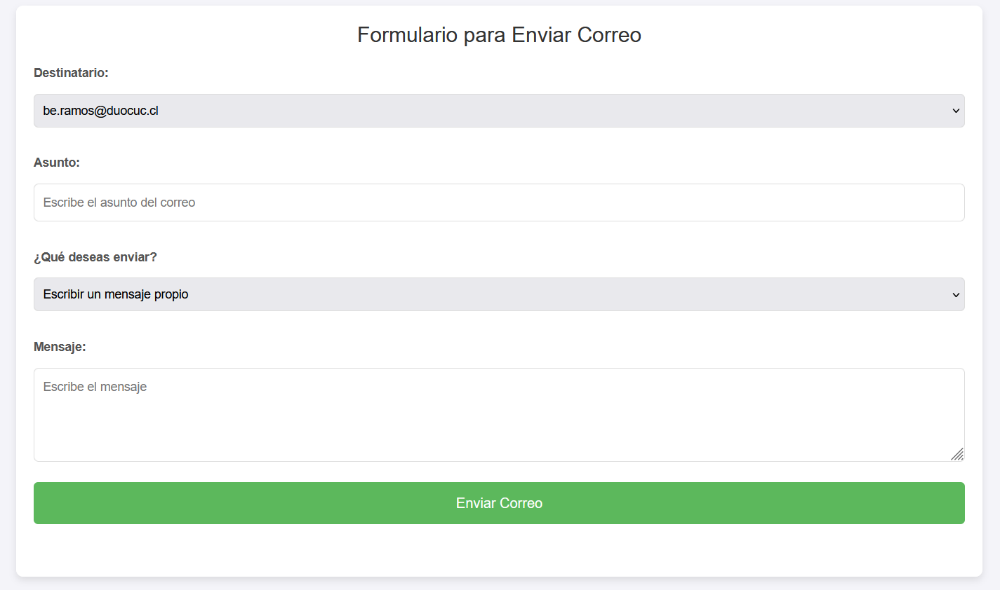 Formulario para Enviar Correo
Destinatario:
be.ramos@duocuc.cl
Asunto:
Escribe el asunto del correo
¿Qué deseas enviar?
Escribir un mensaje propio
Mensaje:
Escribe el mensaje
Enviar Correo